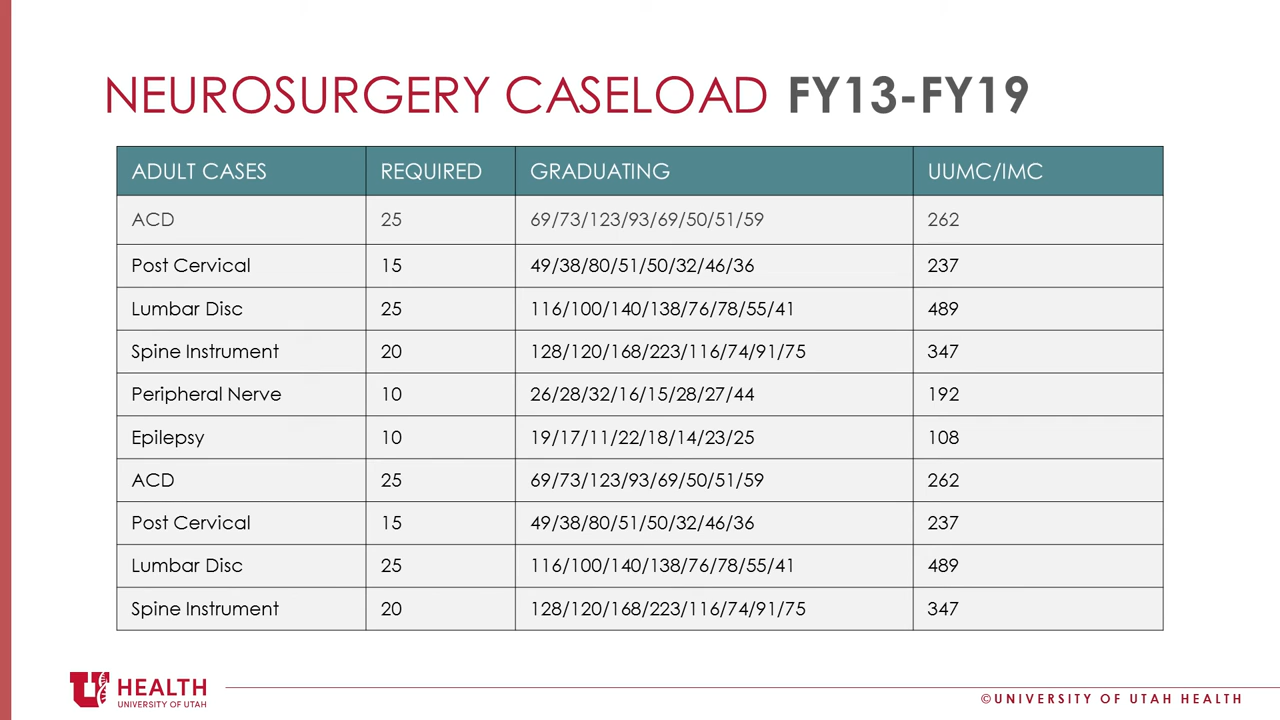 NEUROSURGERY CASELOAD FY13-FY19
ADULT CASES REQUIRED GRADUATING UUMC/IMC
ACD 25 69/73/123/93/69/50/51/59 262
Post Cervical 15 49/38/80/51/50/32/46/36 237
Lumbar Disc 25 116/100/140/138/76/78/55/41 489
Spine Instrument 20 128/120/168/223/116/74/91/75 347
Peripheral Nerve 10 26/28/32/16/15/28/27/44 192
Epilepsy 10 19/17/11/22/18/14/23/25 108
ACD 25 69/73/123/93/69/50/51/59 262
Post Cervical 15 49/38/80/51/50/32/46/36 237
Lumbar Disc 25 116/100/140/138/76/78/55/41 489
Spine Instrument 20 128/120/168/223/116/74/91/75 347
U HEALTH
UNIVERSITY OF UTAH
©UNIVERSITY OF UTAH HEALTH